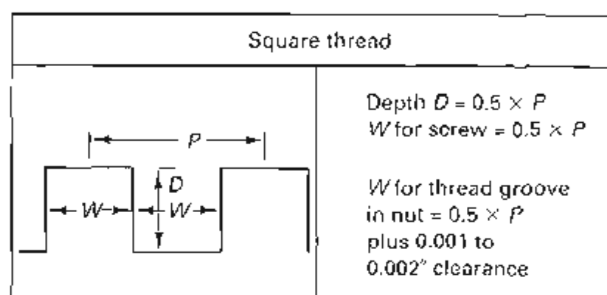 Square thread
P
D
W
W
Depth D = 0.5 × P
W for screw = 0.5 × P
W for thread groove
in nut = 0.5 × P
plus 0.001 to
0.002" clearance